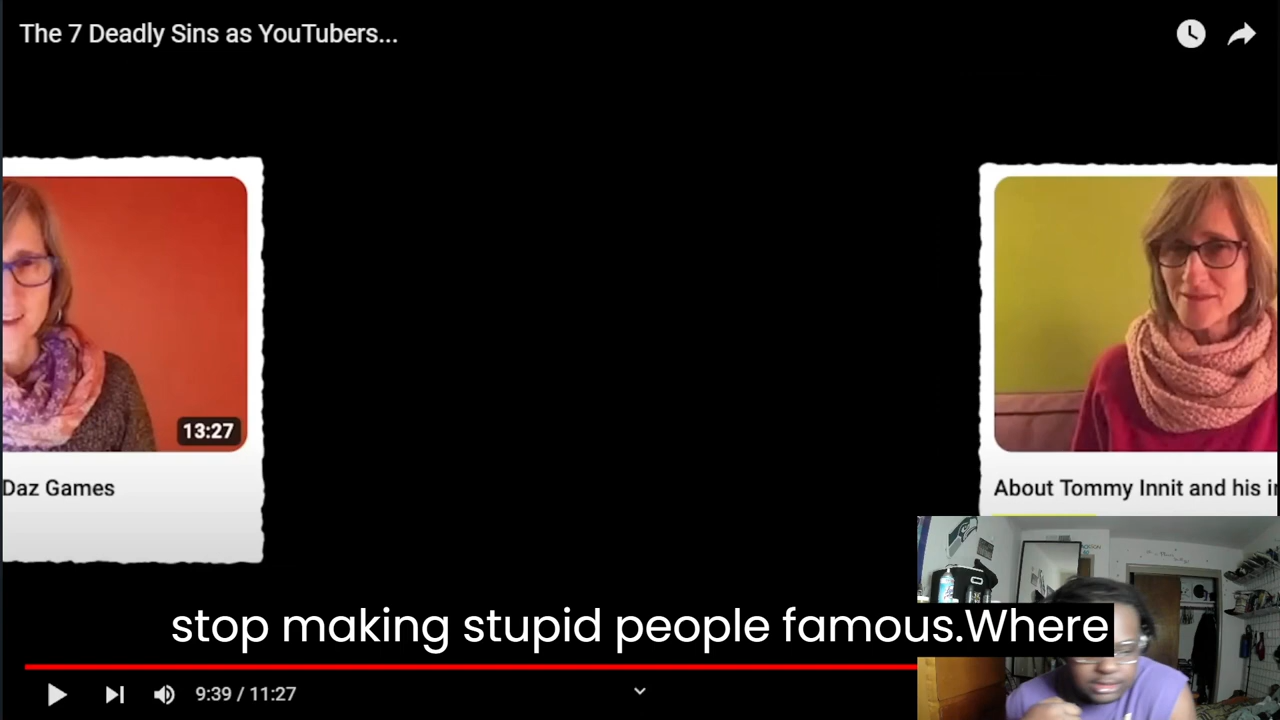 The 7 Deadly Sins as YouTubers...
13:27
Daz Games
About Tommy Innit and his i
stop making stupid people famous.Where
9:39 / 11:27